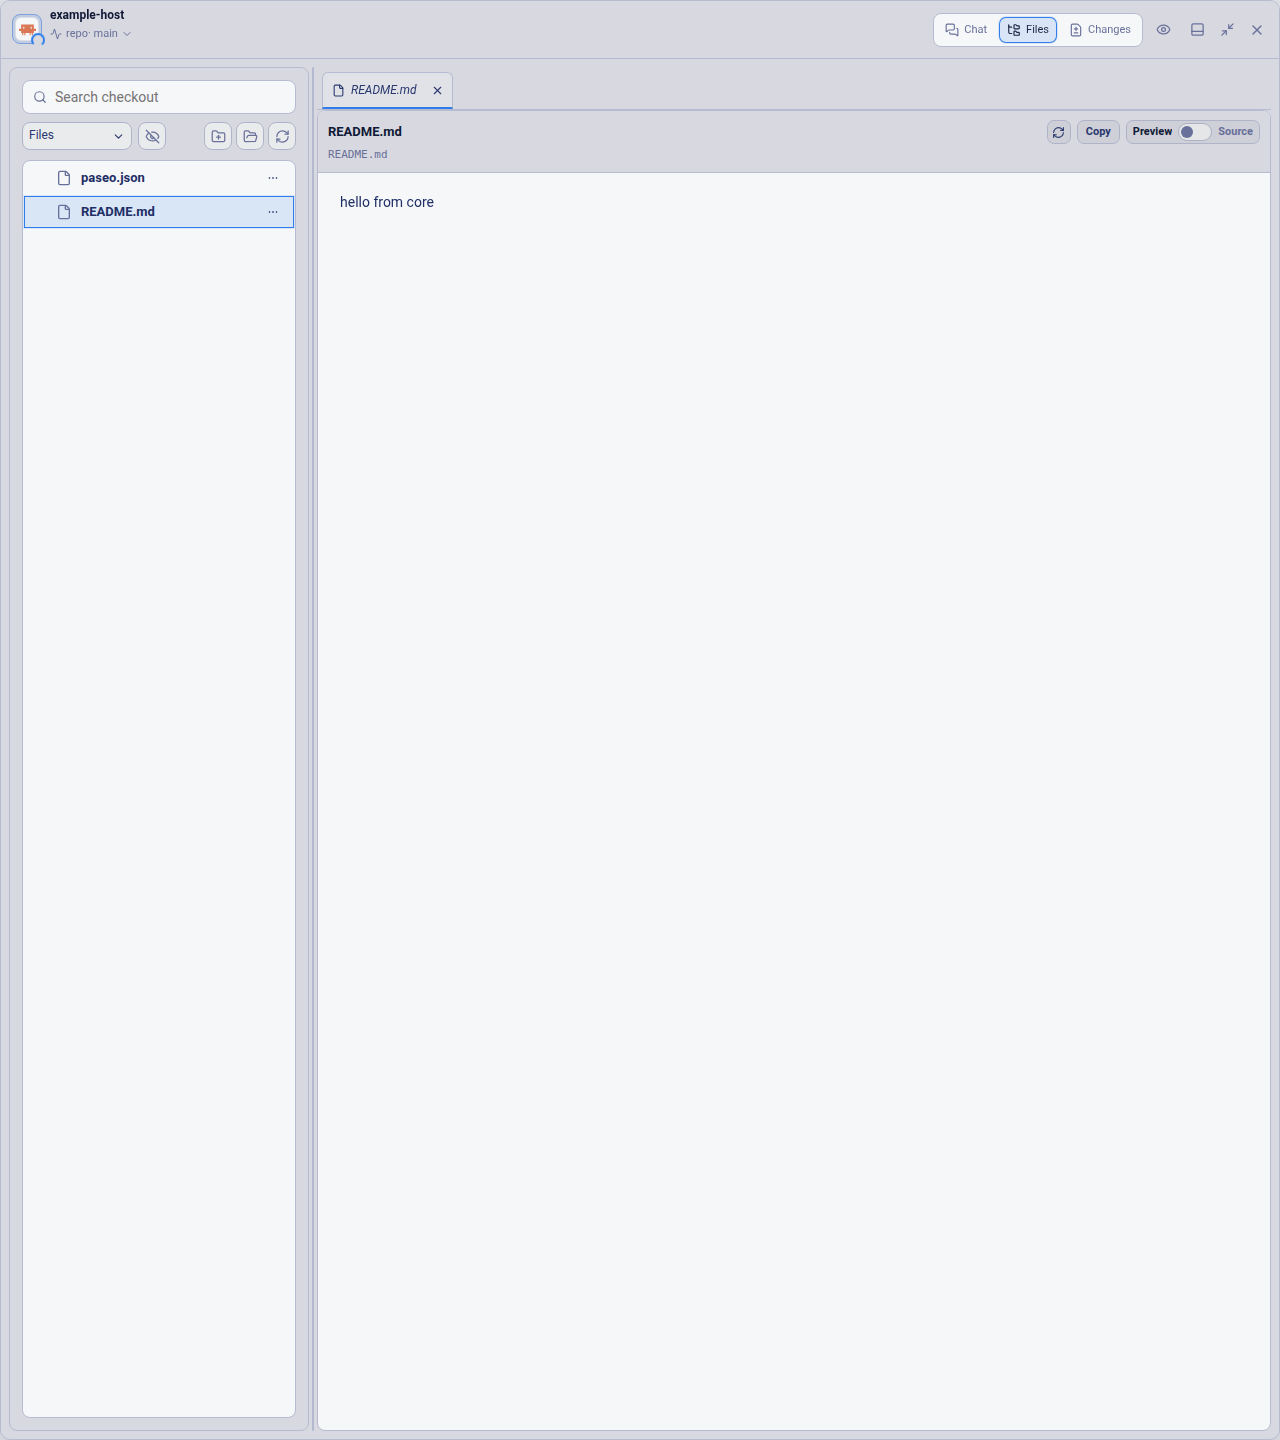 example-host
repo· main
Chat
Files
Changes
Search checkout
Files
paseo.json
README.md
README.md
README.md
Copy
Preview
Source
README.md
hello from core